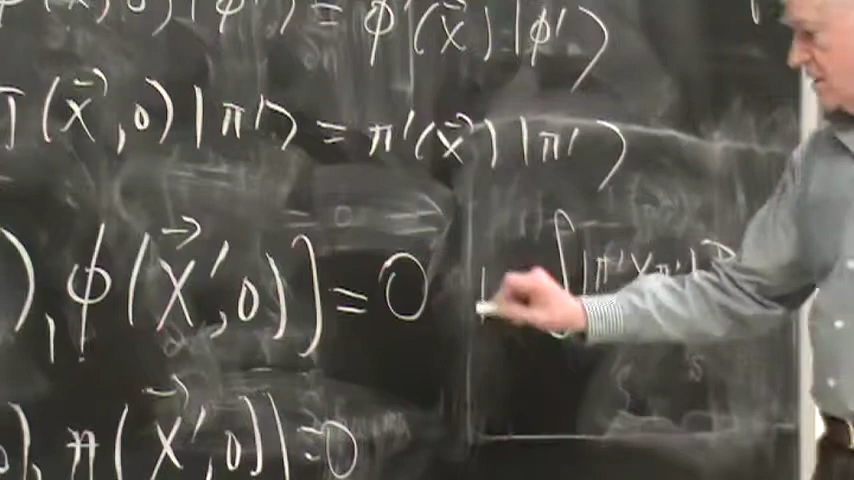 x⃗, 0) |φ'⟩ = φ'(x⃗) |φ'⟩
π(x⃗, 0) |π'⟩ = π'(x⃗) |π'⟩
), φ(x⃗', 0)] = 0
∫ |π'⟩⟨π'|
), π(x⃗', 0)] = 0